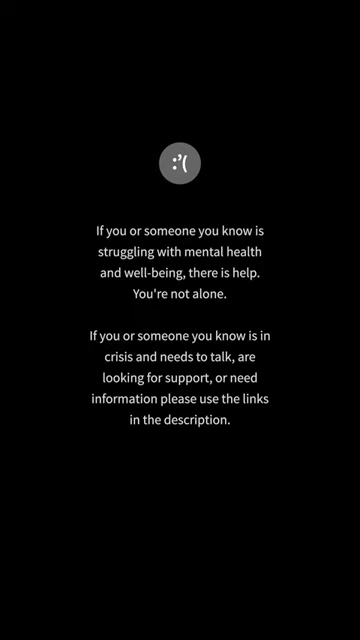 :'(
If you or someone you know is
struggling with mental health
and well-being, there is help.
You're not alone.
If you or someone you know is in
crisis and needs to talk, are
looking for support, or need
information please use the links
in the description.